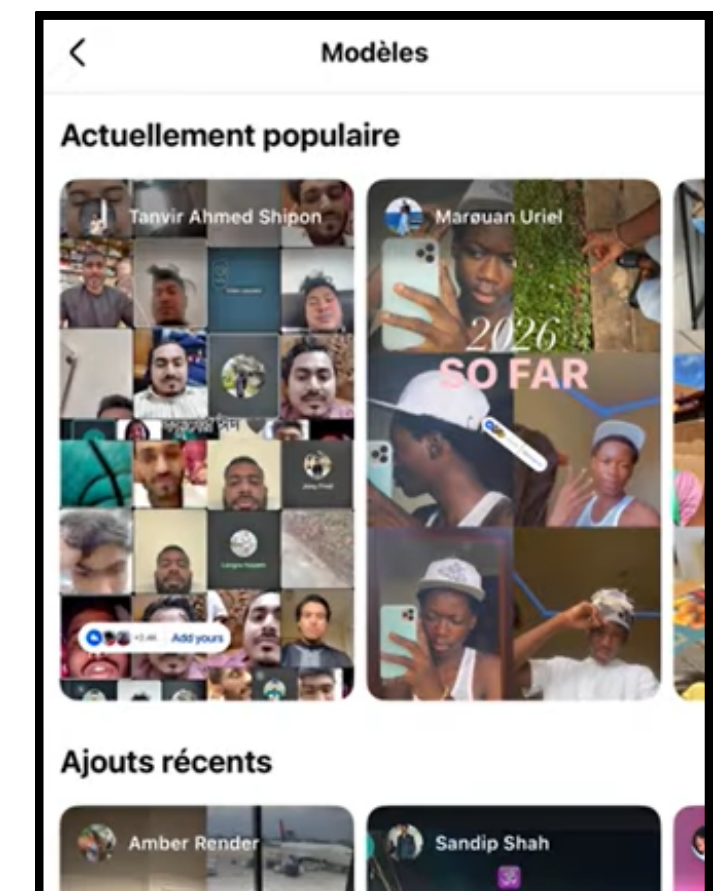 Modèles
Actuellement populaire
Tanvir Ahmed Shipon
Marøuan Uriel
2026
SO FAR
Add yours
Ajouts récents
Amber Render
Sandip Shah